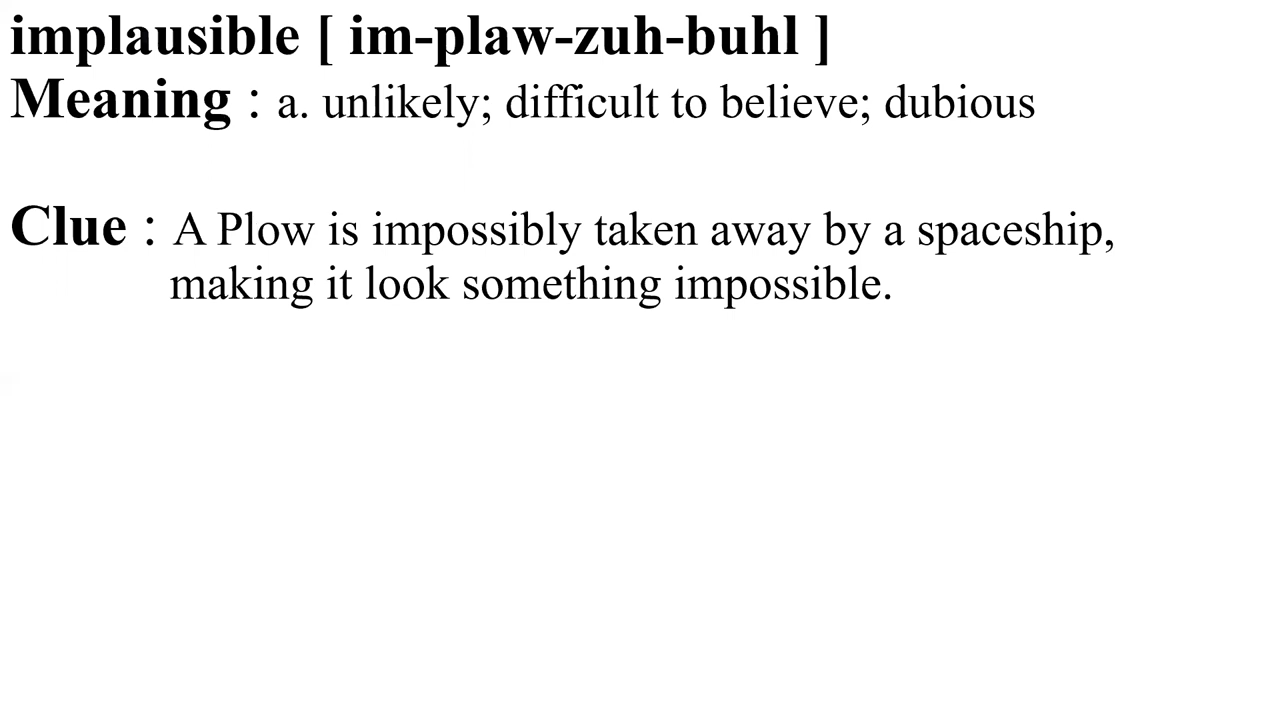 implausible [ im-plaw-zuh-buhl ]
Meaning : a. unlikely; difficult to believe; dubious
Clue : A Plow is impossibly taken away by a spaceship,
making it look something impossible.